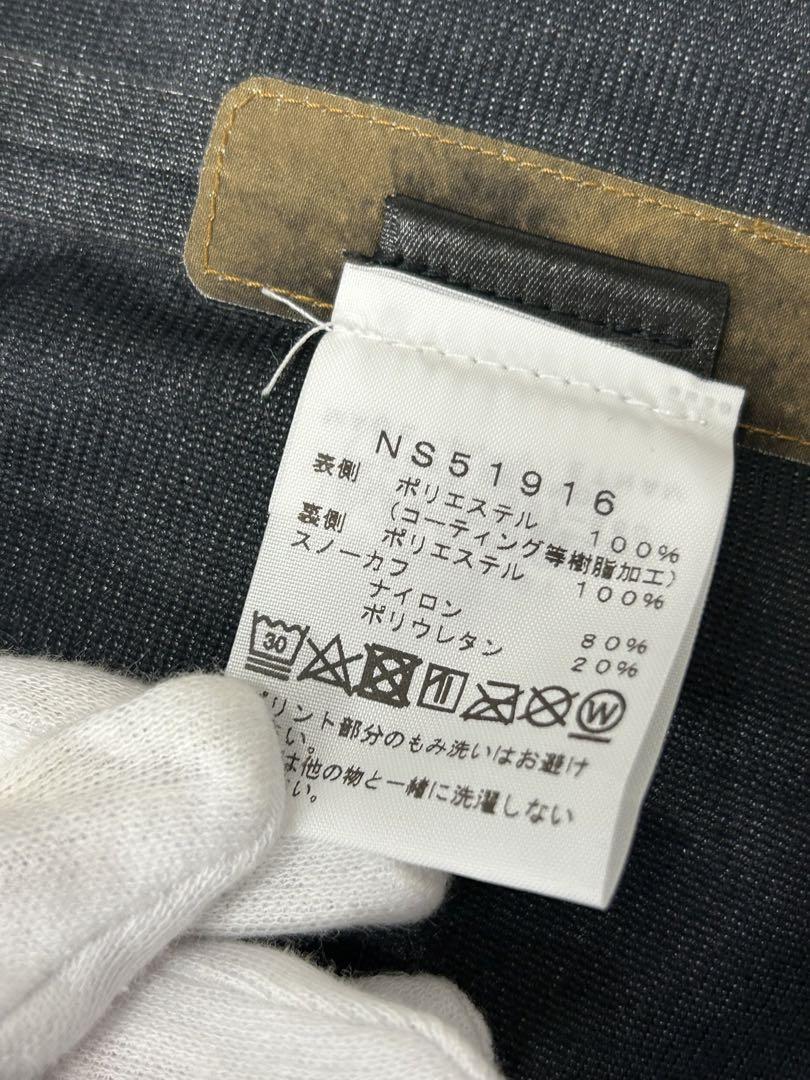 NS51916
表側 ポリエステル 100%
(コーティング等樹脂加工)
裏側 ポリエステル 100%
スノーカフ
ナイロン 80%
ポリウレタン 20%
30
W
プリント部分のもみ洗いはお避け
さい。
は他の物と一緒に洗濯しない
さい。